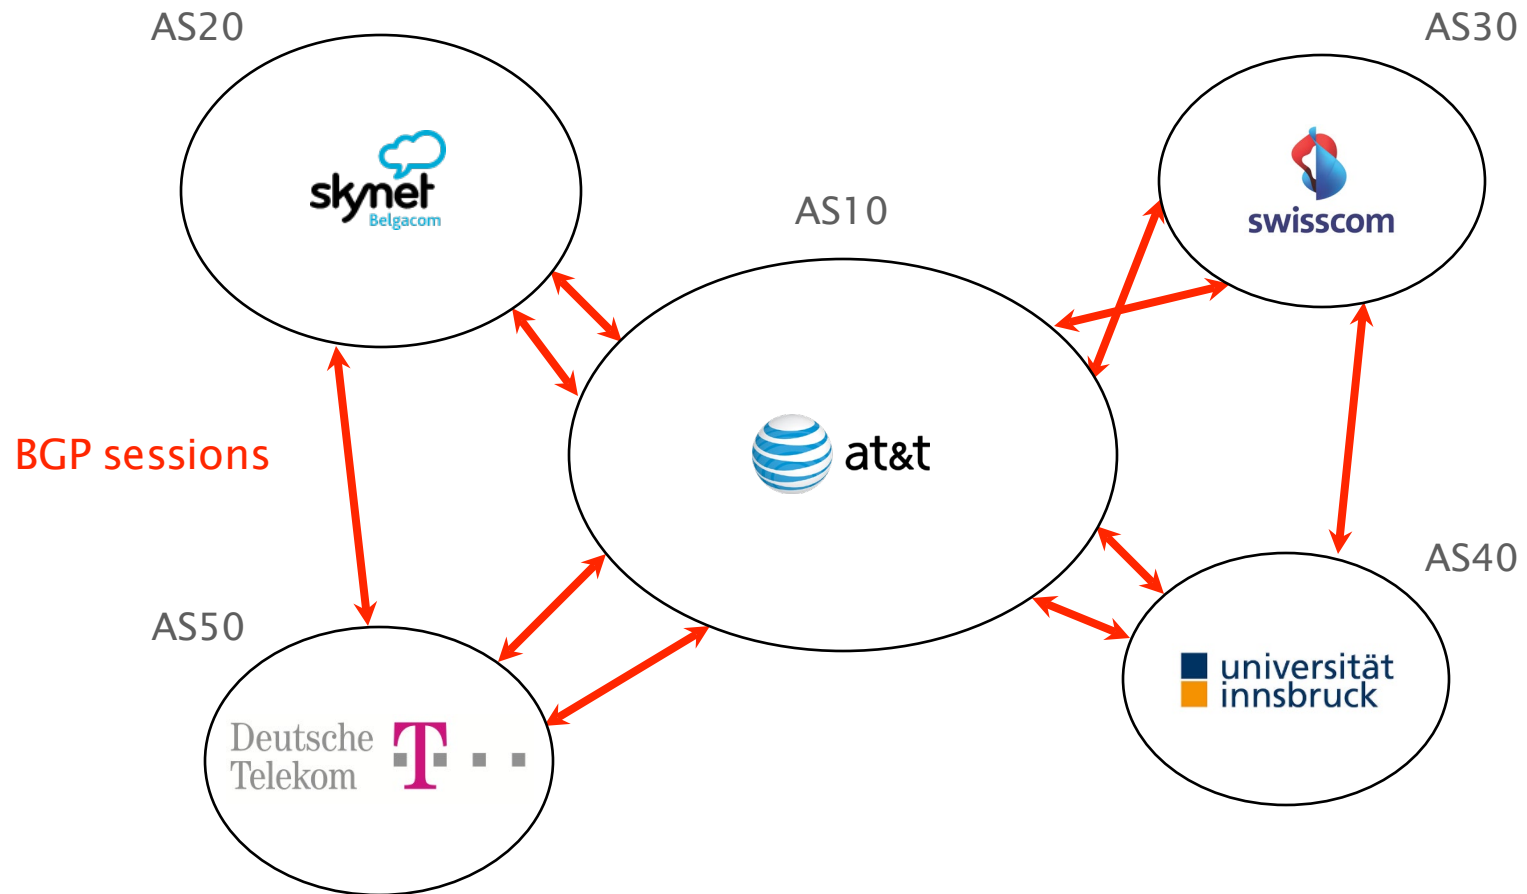 AS20
AS30
skynet
Belgacom
swisscom
AS10
at&t
BGP sessions
AS40
AS50
universität
innsbruck
Deutsche
Telekom
T